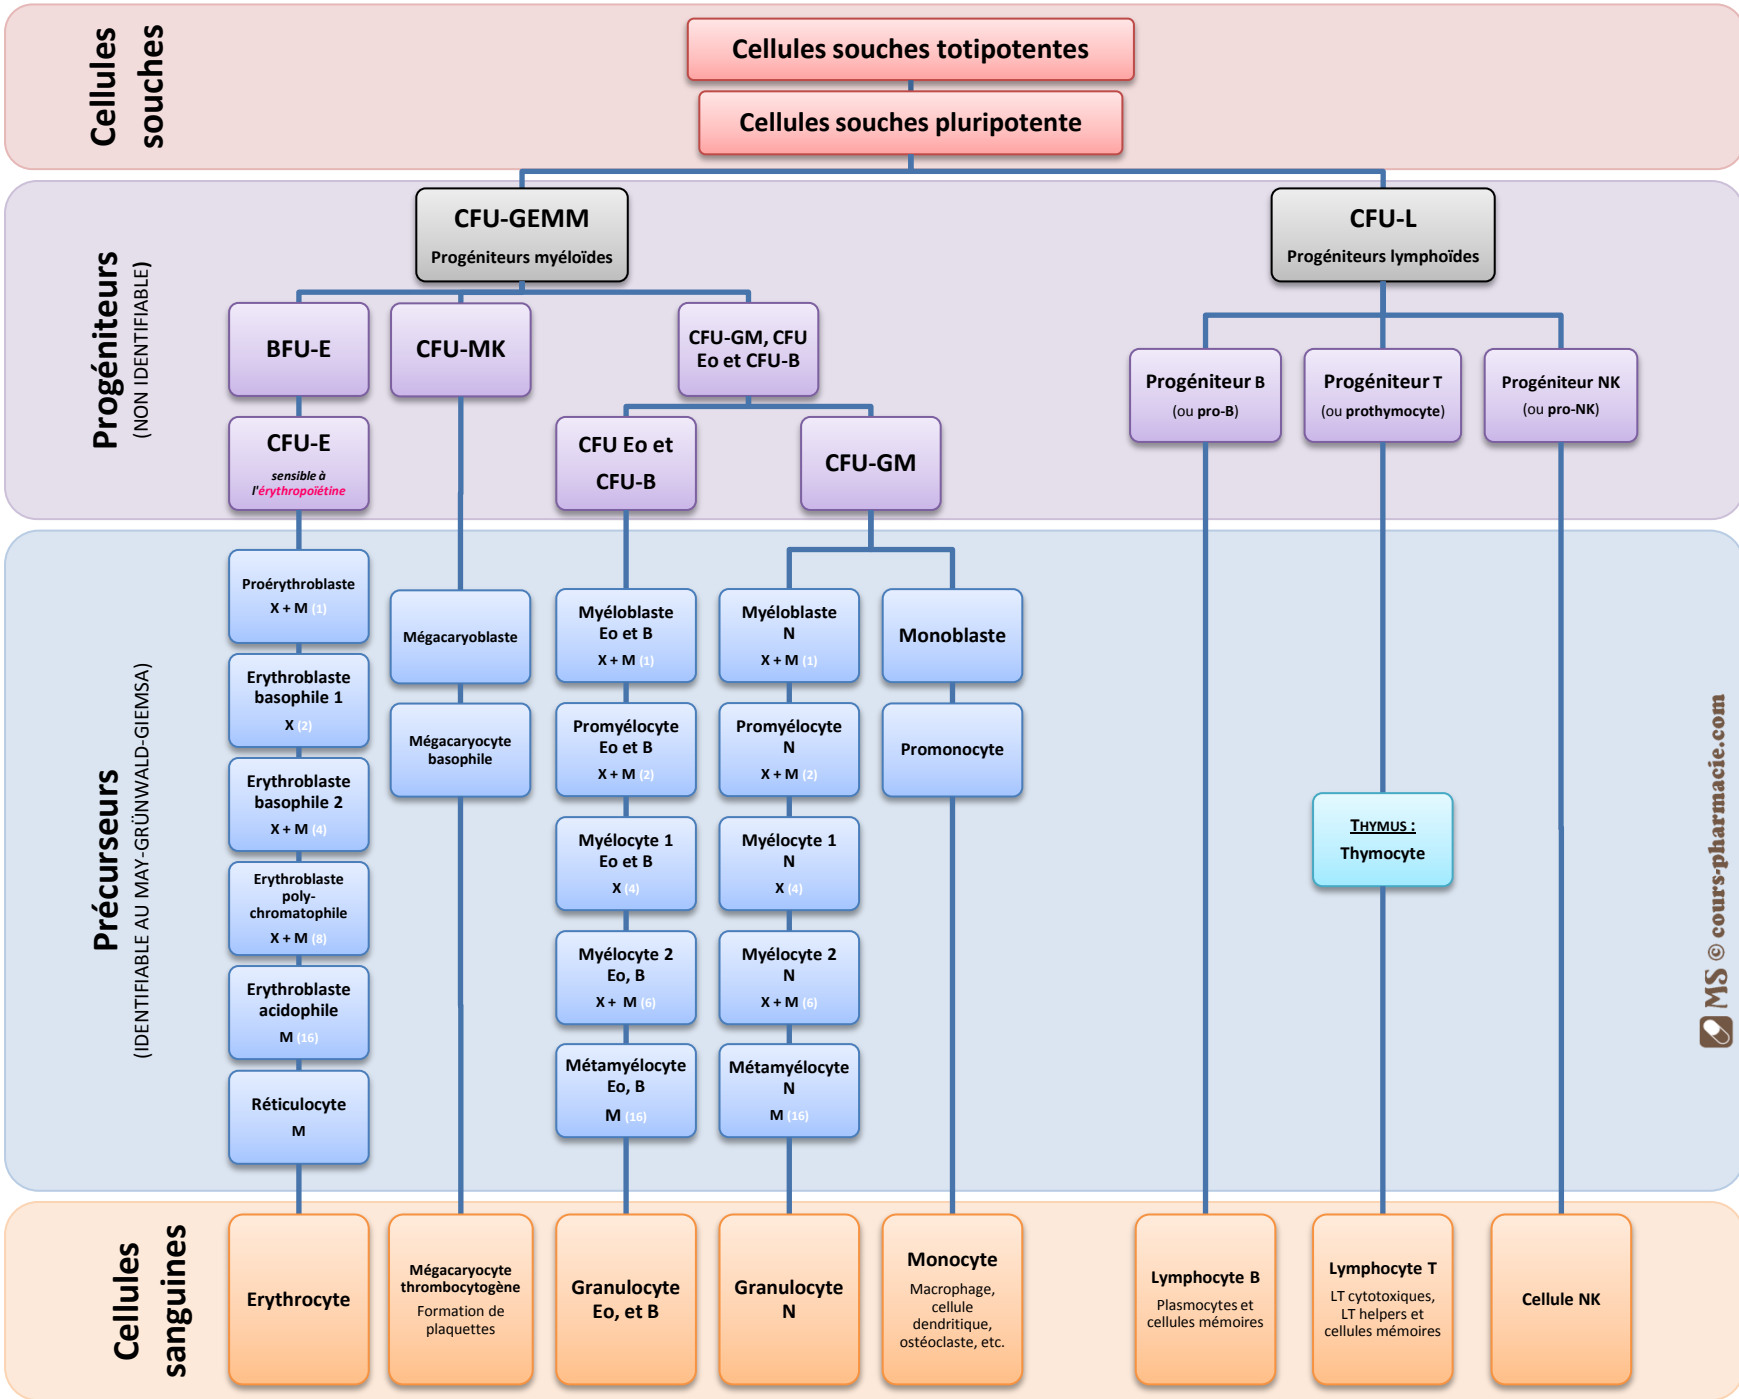 Cellules
souches
Cellules souches totipotentes
Cellules souches pluripotente
Progéniteurs
(NON IDENTIFIABLE)
CFU-GEMM
Progéniteurs myéloïdes
CFU-L
Progéniteurs lymphoïdes
BFU-E
CFU-MK
CFU-GM, CFU
Eo et CFU-B
Progéniteur B
(ou pro-B)
Progéniteur T
(ou prothymocyte)
Progéniteur NK
(ou pro-NK)
CFU-E
sensible à
l'érythropoïétine
CFU Eo et
CFU-B
CFU-GM
Précurseurs
(IDENTIFIABLE AU MAY-GRÜNWALD-GIEMSA)
Proérythroblaste
X + M (1)
Erythroblaste
basophile 1
X (2)
Erythroblaste
basophile 2
X + M (4)
Erythroblaste
poly-
chromatophile
X + M (8)
Erythroblaste
acidophile
M (16)
Réticulocyte
M
Mégacaryoblaste
Mégacaryocyte
basophile
Myéloblaste
Eo et B
X + M (1)
Promyélocyte
Eo et B
X + M (2)
Myélocyte 1
Eo et B
X (4)
Myélocyte 2
Eo, B
X + M (6)
Métamyélocyte
Eo, B
M (16)
Myéloblaste
N
X + M (1)
Promyélocyte
N
X + M (2)
Myélocyte 1
N
X (4)
Myélocyte 2
N
X + M (6)
Métamyélocyte
N
M (16)
Monoblaste
Promonocyte
THYMUS :
Thymocyte
MS © cours-pharmacie.com
Cellules
sanguines
Erythrocyte
Mégacaryocyte
thrombocytogène
Formation de
plaquettes
Granulocyte
Eo, et B
Granulocyte
N
Monocyte
Macrophage,
cellule
dendritique,
ostéoclaste, etc.
Lymphocyte B
Plasmocytes et
cellules mémoires
Lymphocyte T
LT cytotoxiques,
LT helpers et
cellules mémoires
Cellule NK